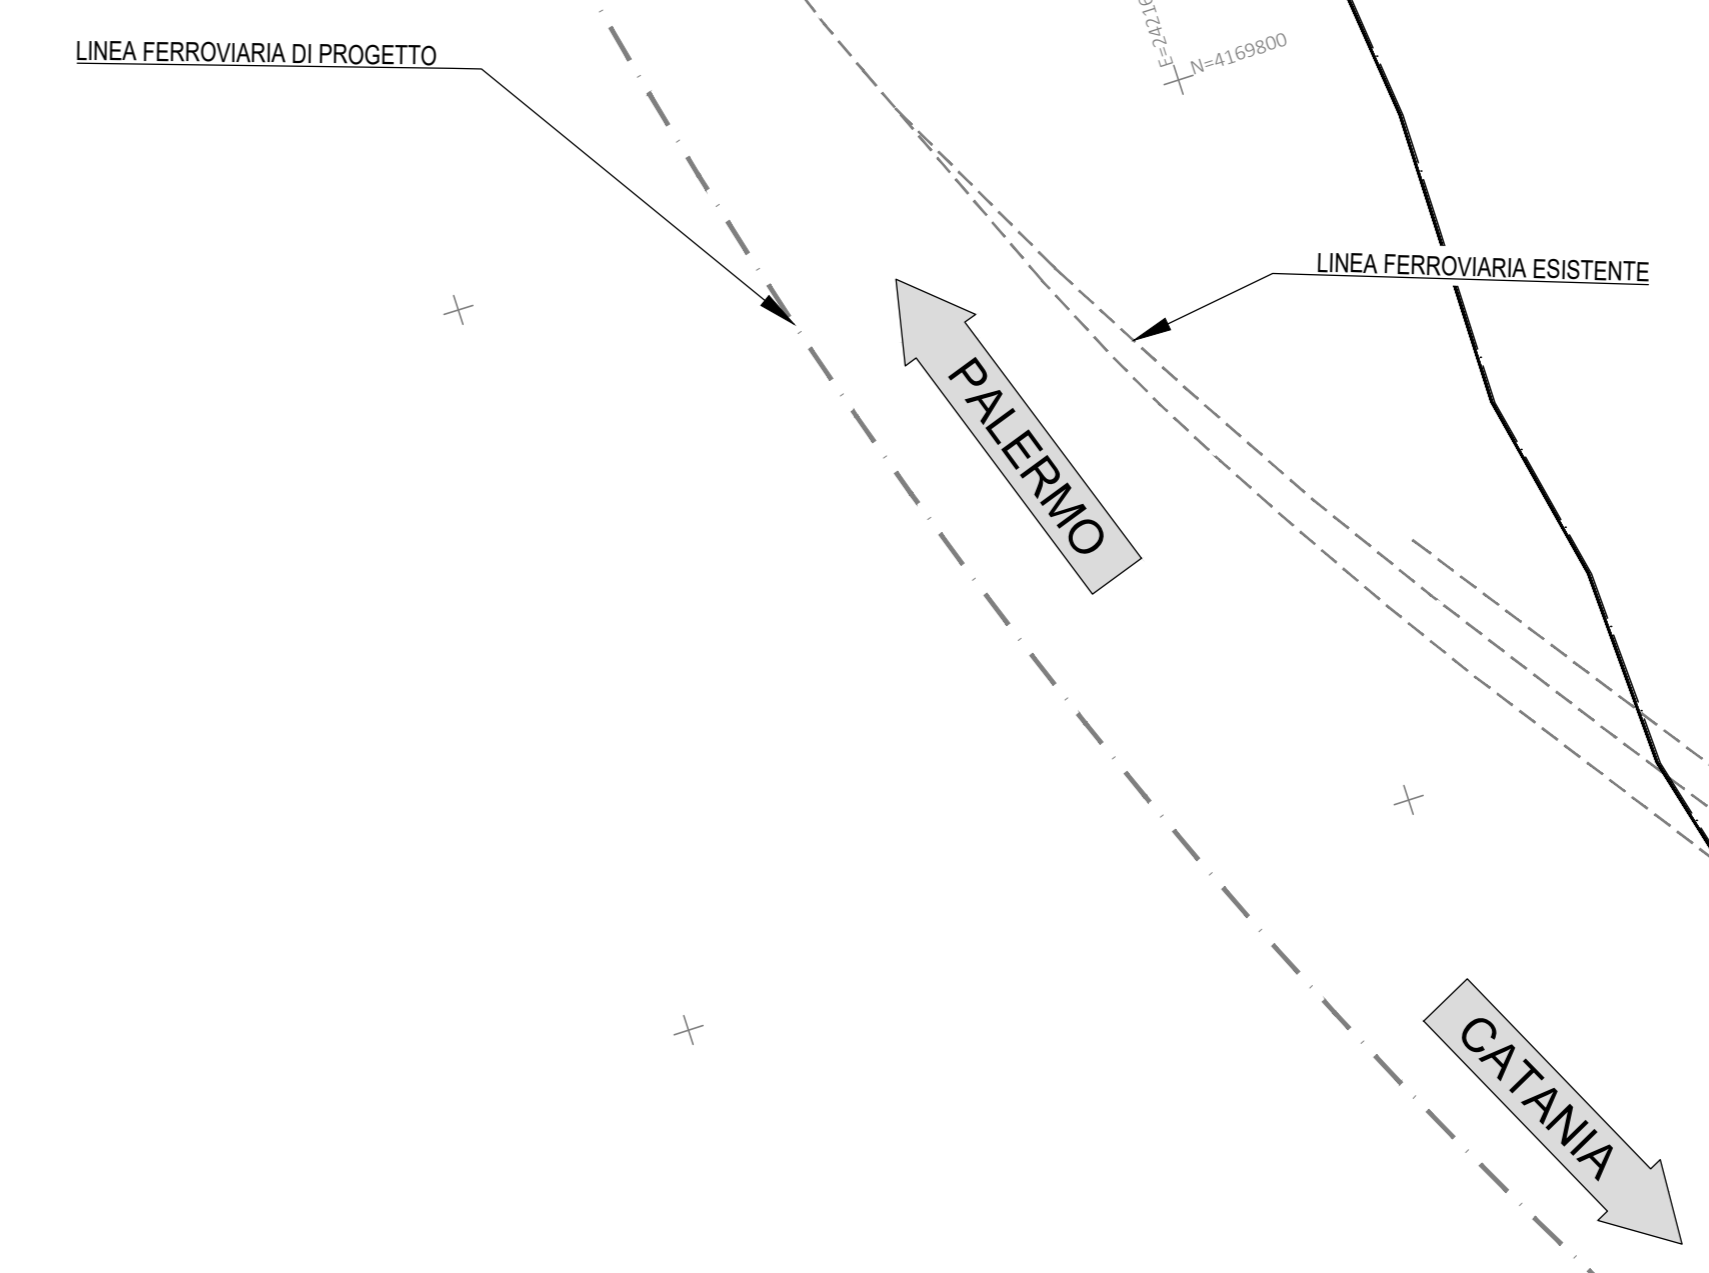 LINEA FERROVIARIA DI PROGETTO
N=4169800
LINEA FERROVIARIA ESISTENTE
PALERMO
CATANIA